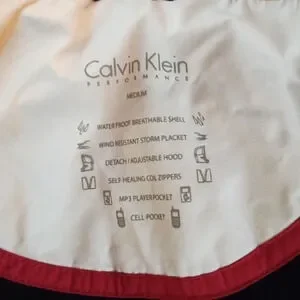 Calvin Klein
PERFORMANCE
MEDIUM
WATERPROOF BREATHABLE SHELL
WIND RESISTANT STORM PLACKET
DETACH / ADJUSTABLE HOOD
SELF HEALING COIL ZIPPERS
MP3 PLAYER POCKET
CELL POCKET